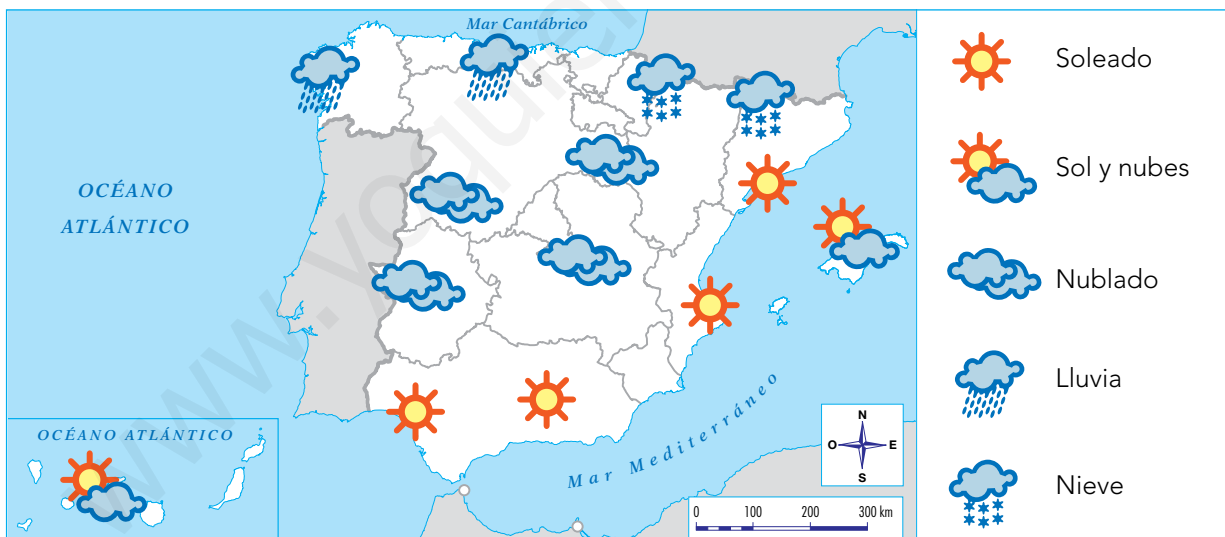 Mar Cantábrico
OCÉANO
ATLÁNTICO
Mar Mediterráneo
OCÉANO ATLÁNTICO
N
O
E
S
0 100 200 300 km
Soleado
Sol y nubes
Nublado
Lluvia
Nieve